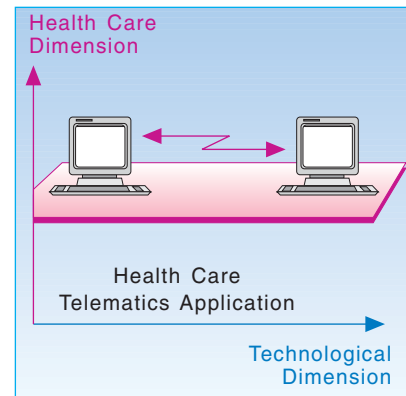 Health Care
Dimension
Health Care
Telematics Application
Technological
Dimension